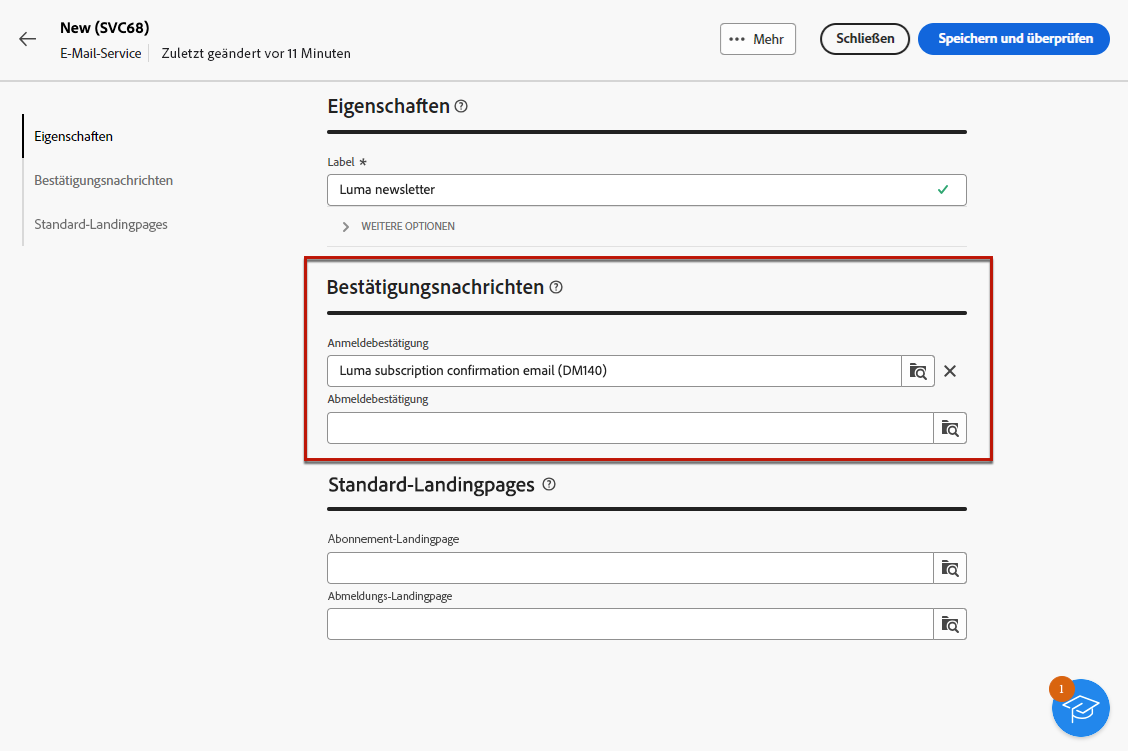 New (SVC68)
E-Mail-Service Zuletzt geändert vor 11 Minuten
Mehr
Schließen
Speichern und überprüfen
Eigenschaften
Bestätigungsnachrichten
Standard-Landingpages
Eigenschaften
Label *
Luma newsletter
WEITERE OPTIONEN
Bestätigungsnachrichten
Anmeldebestätigung
Luma subscription confirmation email (DM140)
Abmeldebestätigung
Standard-Landingpages
Abonnement-Landingpage
Abmeldungs-Landingpage
1